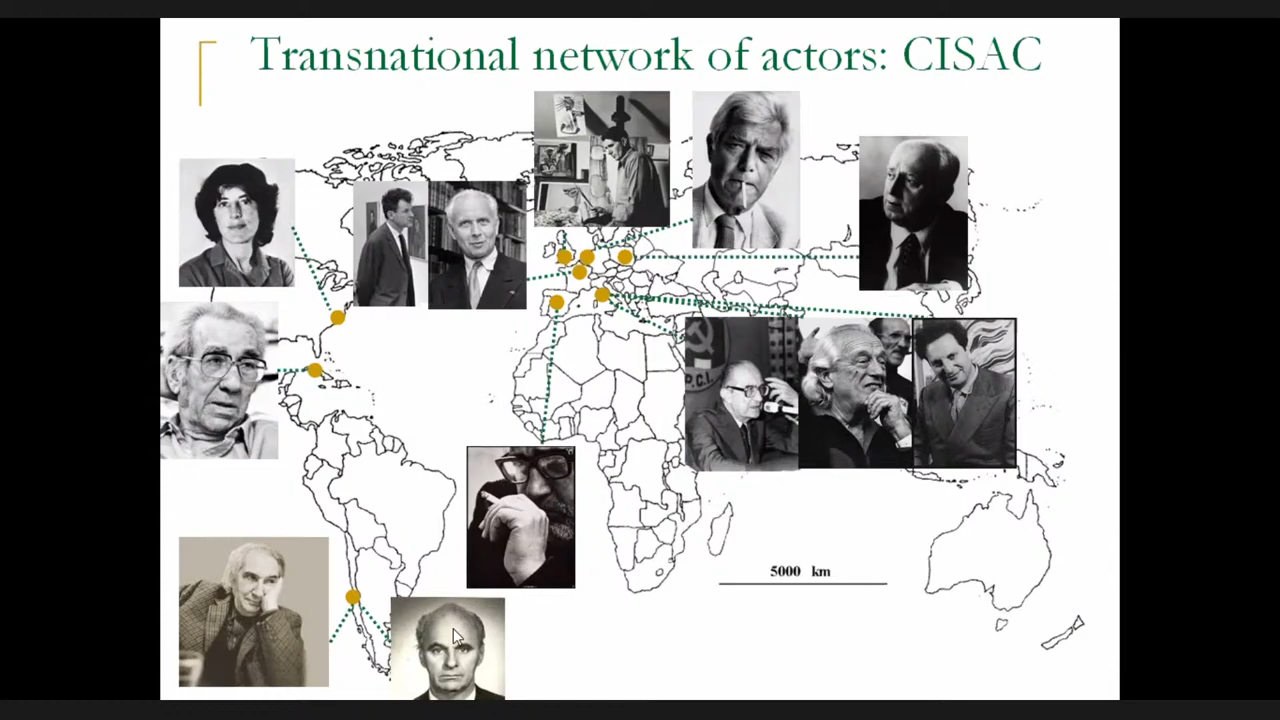 Transnational network of actors: CISAC
P.C.I.
5000 km